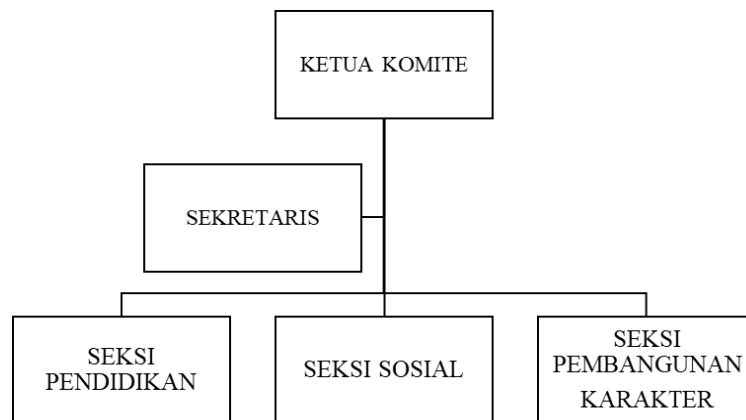 KETUA KOMITE
SEKRETARIS
SEKSI
PENDIDIKAN
SEKSI SOSIAL
SEKSI
PEMBANGUNAN
KARAKTER